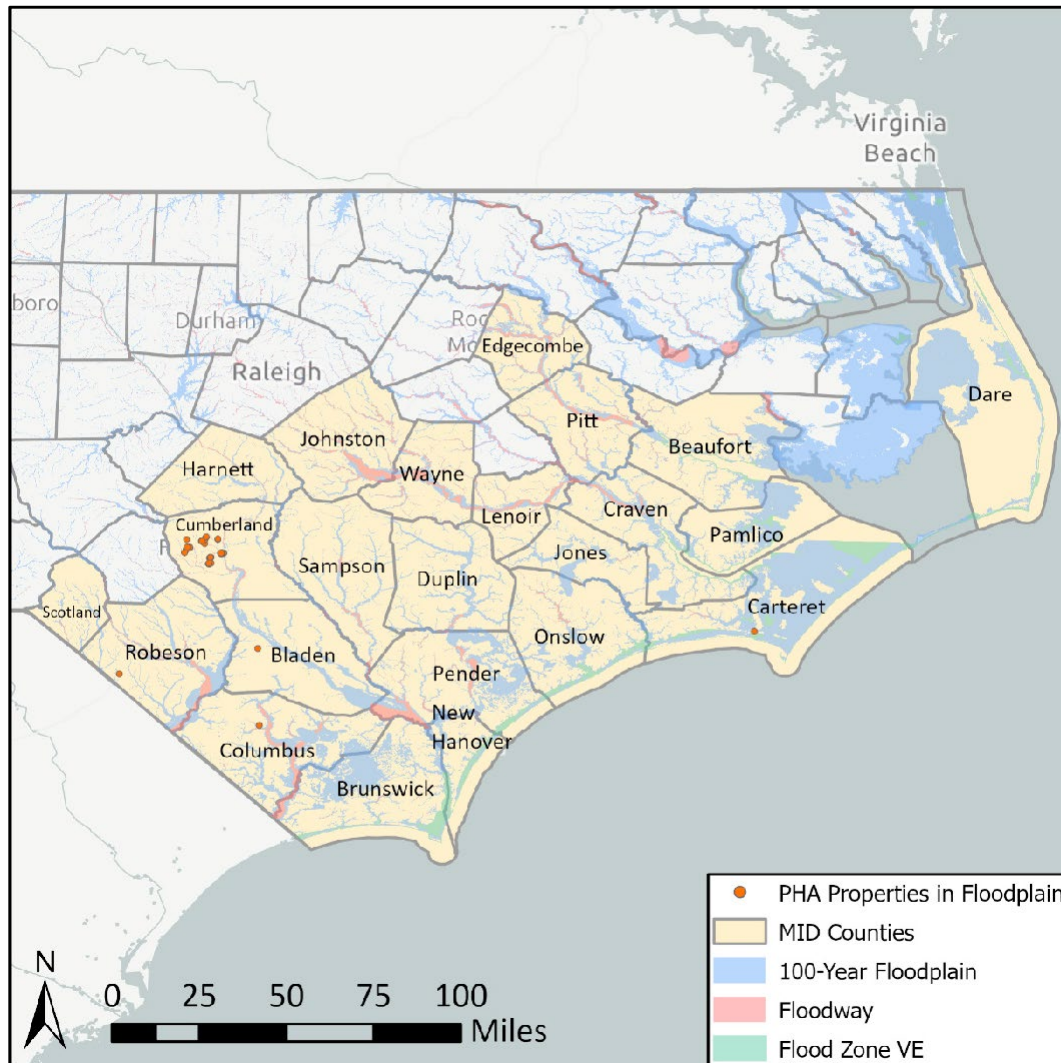 Virginia
Beach
boro
Durham
Raleigh
Edgecombe
Dare
Pitt
Johnston
Beaufort
Wayne
Harnett
Lenoir
Craven
Cumberland
Pamlico
Jones
Sampson
Duplin
Scotland
Carteret
Onslow
Robeson
Bladen
Pender
New
Hanover
Columbus
Brunswick
PHA Properties in Floodplain
MID Counties
100-Year Floodplain
Floodway
Flood Zone VE
N
0 25 50 75 100
Miles